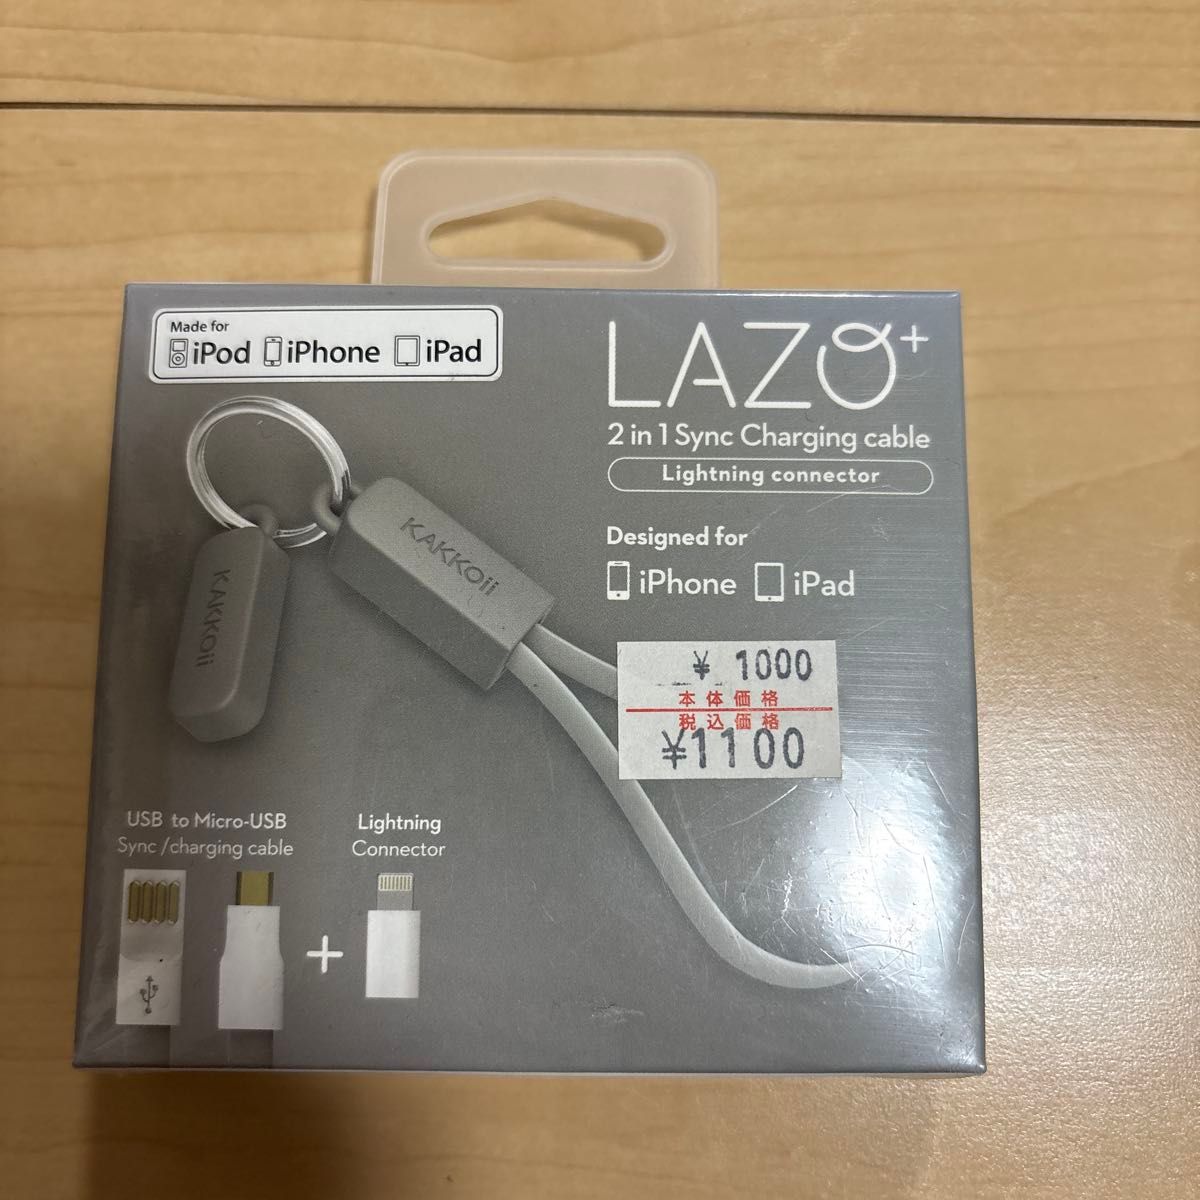 Made for
iPod iPhone iPad
LAZO+
2 in 1 Sync Charging cable
Lightning connector
KAKKOii
KAKKOii
Designed for
iPhone iPad
¥ 1000
本体価格
税込価格
¥1100
USB to Micro-USB
Sync /charging cable
Lightning
Connector
+